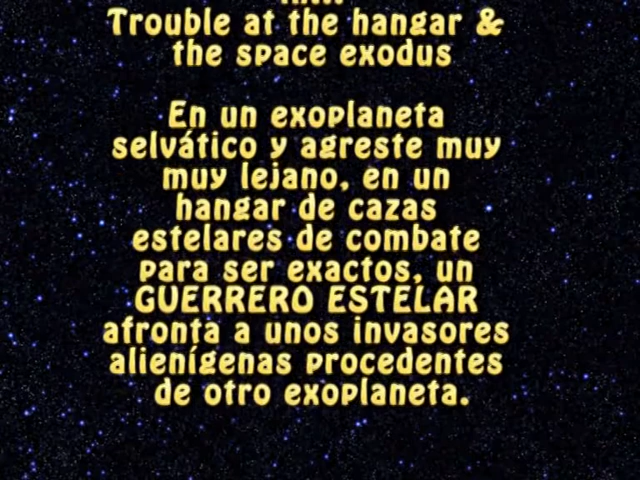 Trouble at the hangar &
the space exodus
En un exoplaneta
selvático y agreste muy
muy lejano, en un
hangar de cazas
estelares de combate
para ser exactos, un
GUERRERO ESTELAR
afronta a unos invasores
alienígenas procedentes
de otro exoplaneta.